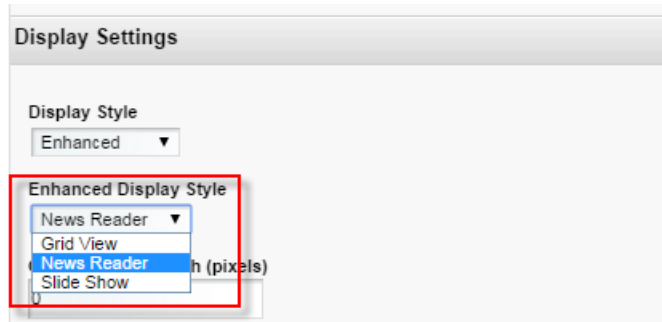 Display Settings
Display Style
Enhanced
Enhanced Display Style
News Reader
Grid View
News Reader
Slide Show
(pixels)
0